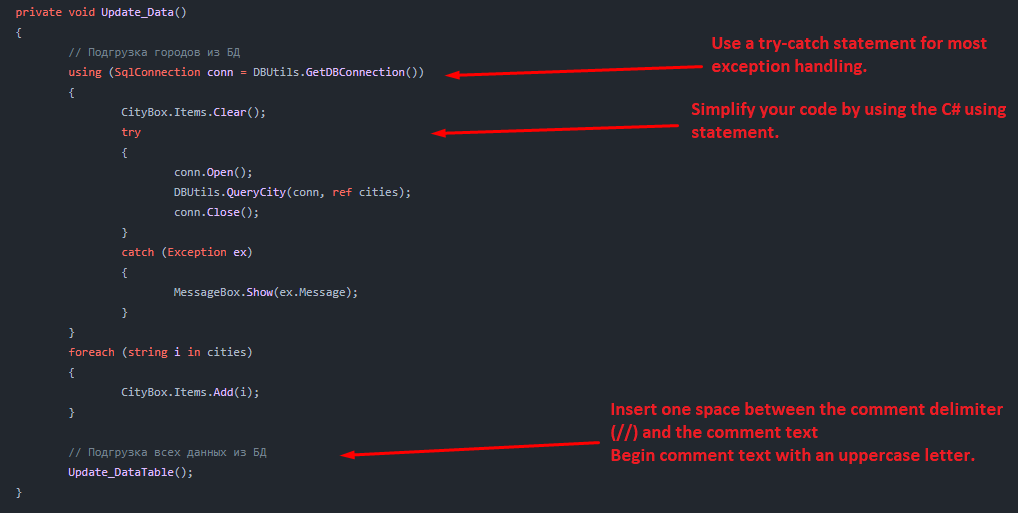 private void Update_Data()
{
// Подгрузка городов из БД
using (SqlConnection conn = DBUtils.GetDBConnection())
{
CityBox.Items.Clear();
try
{
conn.Open();
DBUtils.QueryCity(conn, ref cities);
conn.Close();
}
catch (Exception ex)
{
MessageBox.Show(ex.Message);
}
}
foreach (string i in cities)
{
CityBox.Items.Add(i);
}
// Подгрузка всех данных из БД
Update_DataTable();
}
Use a try-catch statement for most
exception handling.
Simplify your code by using the C# using
statement.
Insert one space between the comment delimiter
(//) and the comment text
Begin comment text with an uppercase letter.